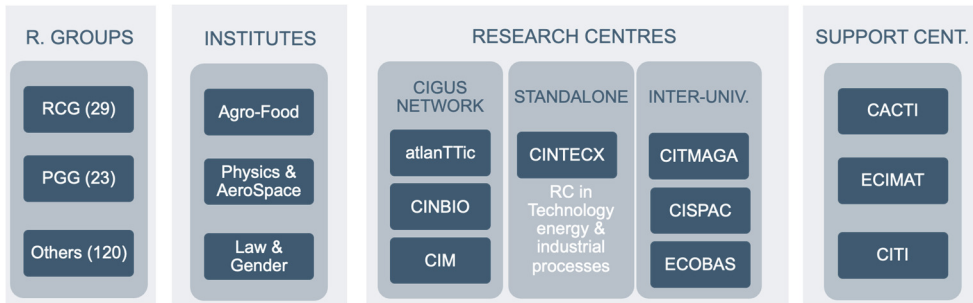 R. GROUPS
RCG (29)
PGG (23)
Others (120)
INSTITUTES
Agro-Food
Physics &
AeroSpace
Law &
Gender
RESEARCH CENTRES
CIGUS
NETWORK
atlanTTic
CINBIO
CIM
STANDALONE
CINTECX
RC in
Technology
energy &
industrial
processes
INTER-UNIV.
CITMAGA
CISPAC
ECOBAS
SUPPORT CENT.
CACTI
ECIMAT
CITI